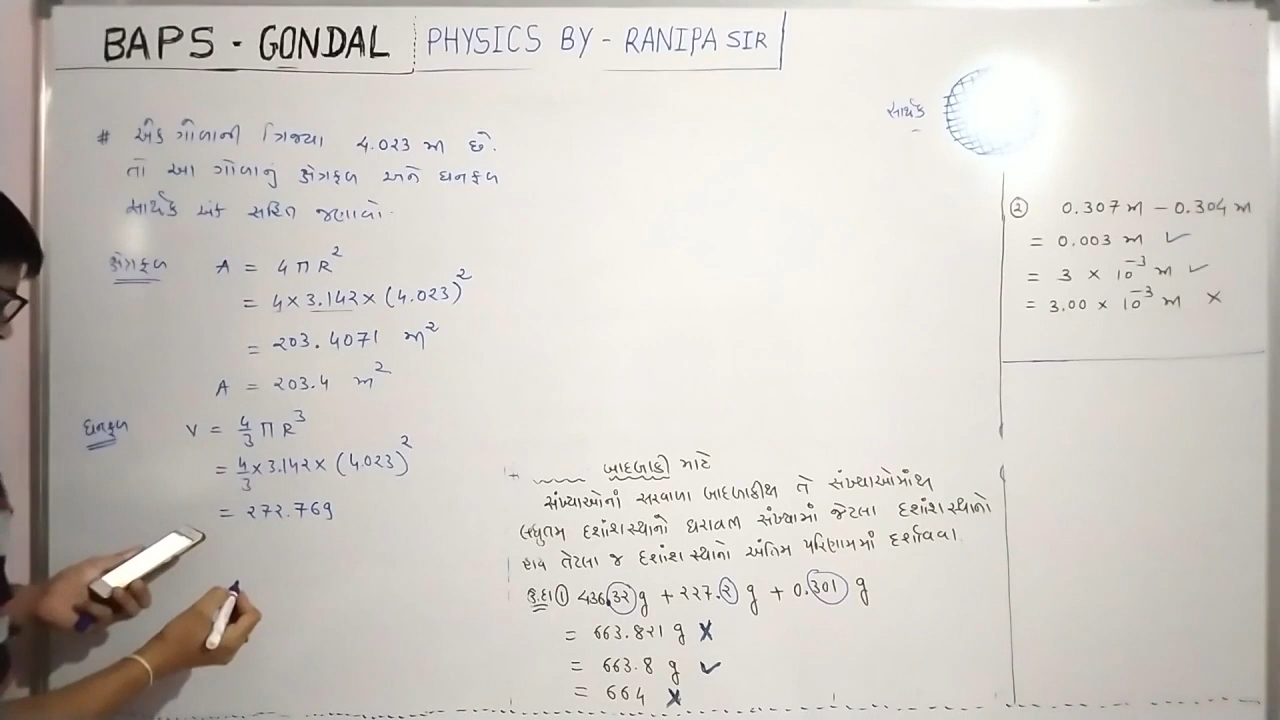 BAPS - GONDAL PHYSICS BY - RANIPA SIR
# એક ગોળાની ત્રિજ્યા 4.023 m છે.
તો આ ગોળાનું ક્ષેત્રફળ અને ઘનફળ
સાર્થક અંક સહિત જણાવો.
ક્ષેત્રફળ A = 4 π R²
= 4 × 3.142 × (4.023)²
= 203.4071 m²
A = 203.4 m²
ઘનફળ V = 4/3 π R³
= 4/3 × 3.142 × (4.023)²
= 272.769
બાદબાકી માટે
સંખ્યાઓનાં સરવાળા બાદબાકીથી તે સંખ્યાઓમાંથી
લઘુતમ દશાંશસ્થાનો ધરાવતી સંખ્યામાં જેટલા દશાંશસ્થાનો
હોય તેટલા જ દશાંશ સ્થાનો અંતિમ પરિણામમાં દર્શાવવા.
ઉ.દા ① 436.32 g + 227.2 g + 0.301 g
= 663.821 g ×
= 663.8 g ✓
= 664 ×
સાર્થક
② 0.307 m - 0.304 m
= 0.003 m ✓
= 3 × 10⁻³ m ✓
= 3.00 × 10⁻³ m ×